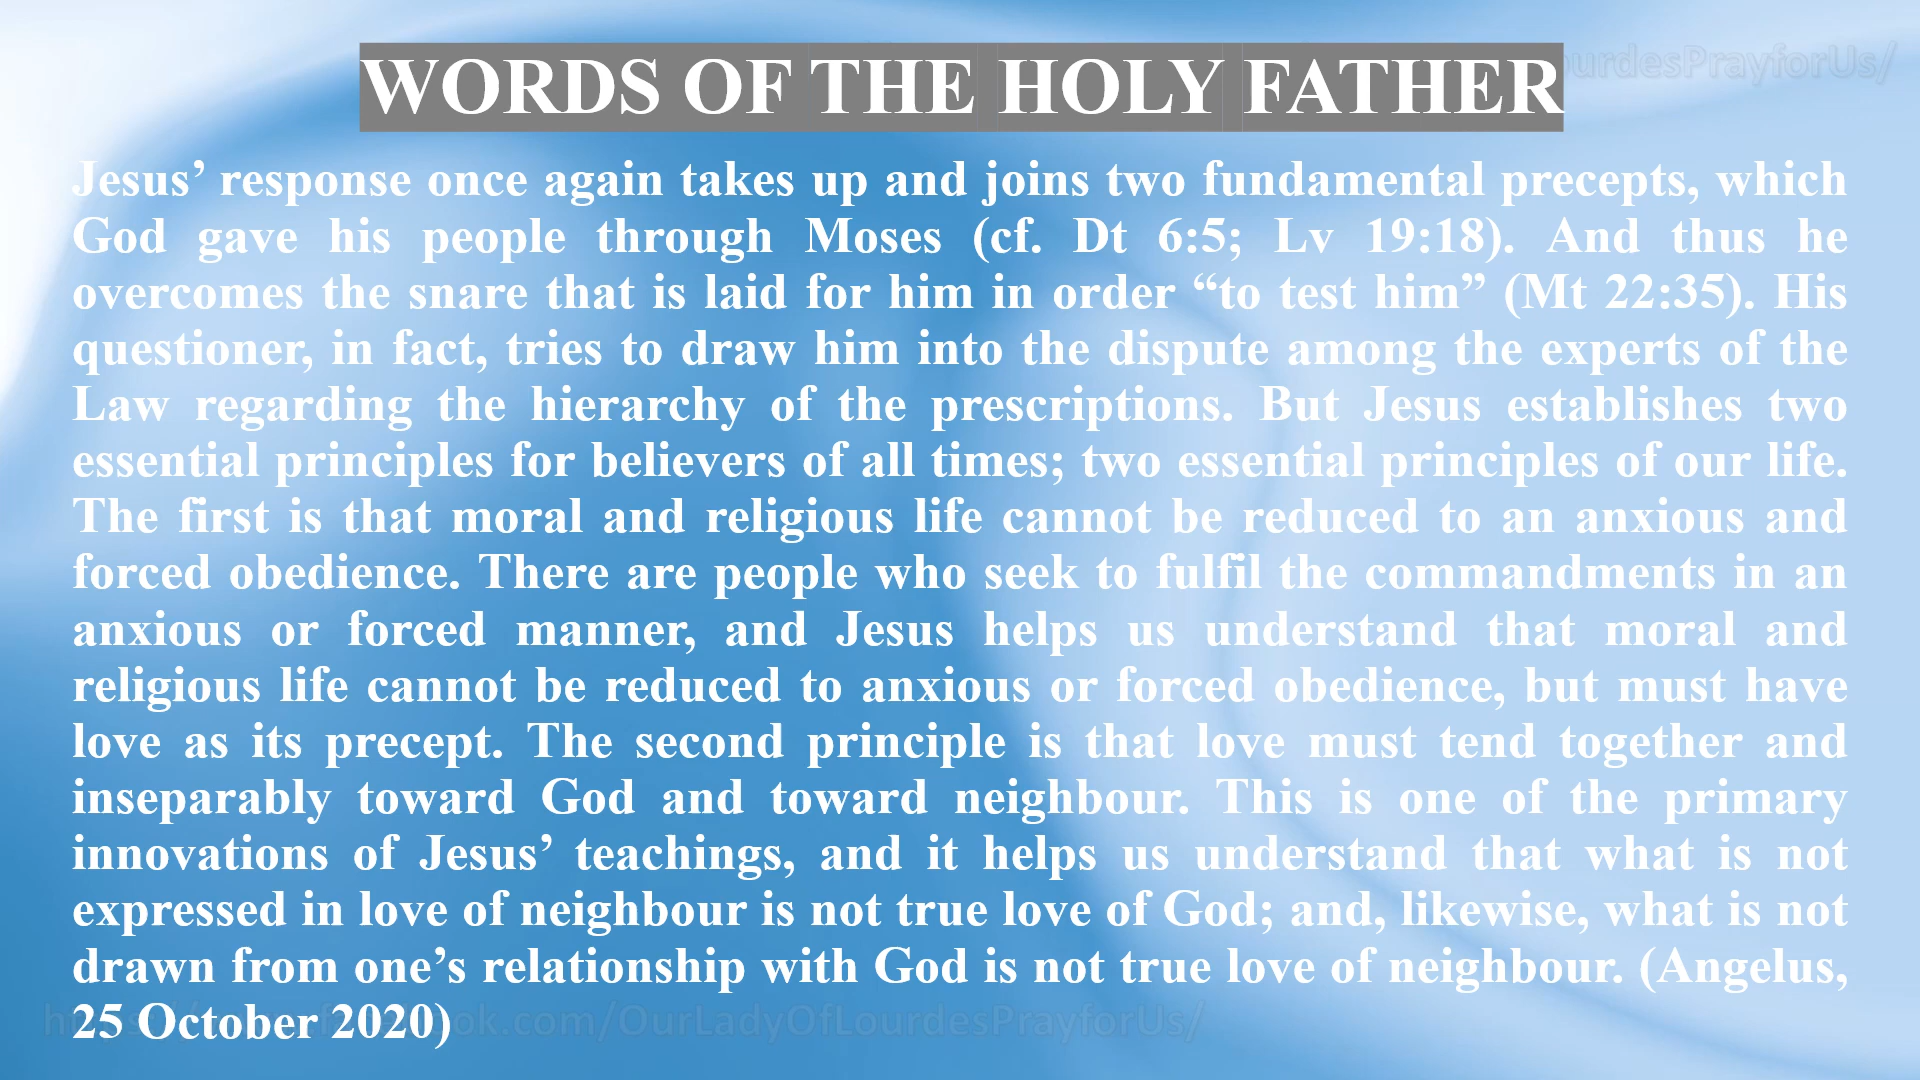 WORDS OF THE HOLY FATHER
Jesus’ response once again takes up and joins two fundamental precepts, which
God gave his people through Moses (cf. Dt 6:5; Lv 19:18). And thus he
overcomes the snare that is laid for him in order “to test him” (Mt 22:35). His
questioner, in fact, tries to draw him into the dispute among the experts of the
Law regarding the hierarchy of the prescriptions. But Jesus establishes two
essential principles for believers of all times; two essential principles of our life.
The first is that moral and religious life cannot be reduced to an anxious and
forced obedience. There are people who seek to fulfil the commandments in an
anxious or forced manner, and Jesus helps us understand that moral and
religious life cannot be reduced to anxious or forced obedience, but must have
love as its precept. The second principle is that love must tend together and
inseparably toward God and toward neighbour. This is one of the primary
innovations of Jesus’ teachings, and it helps us understand that what is not
expressed in love of neighbour is not true love of God; and, likewise, what is not
drawn from one’s relationship with God is not true love of neighbour. (Angelus,
25 October 2020)
ok.com/OurLadyOfLourdesPrayforUs/
ourdesPrayforUs/